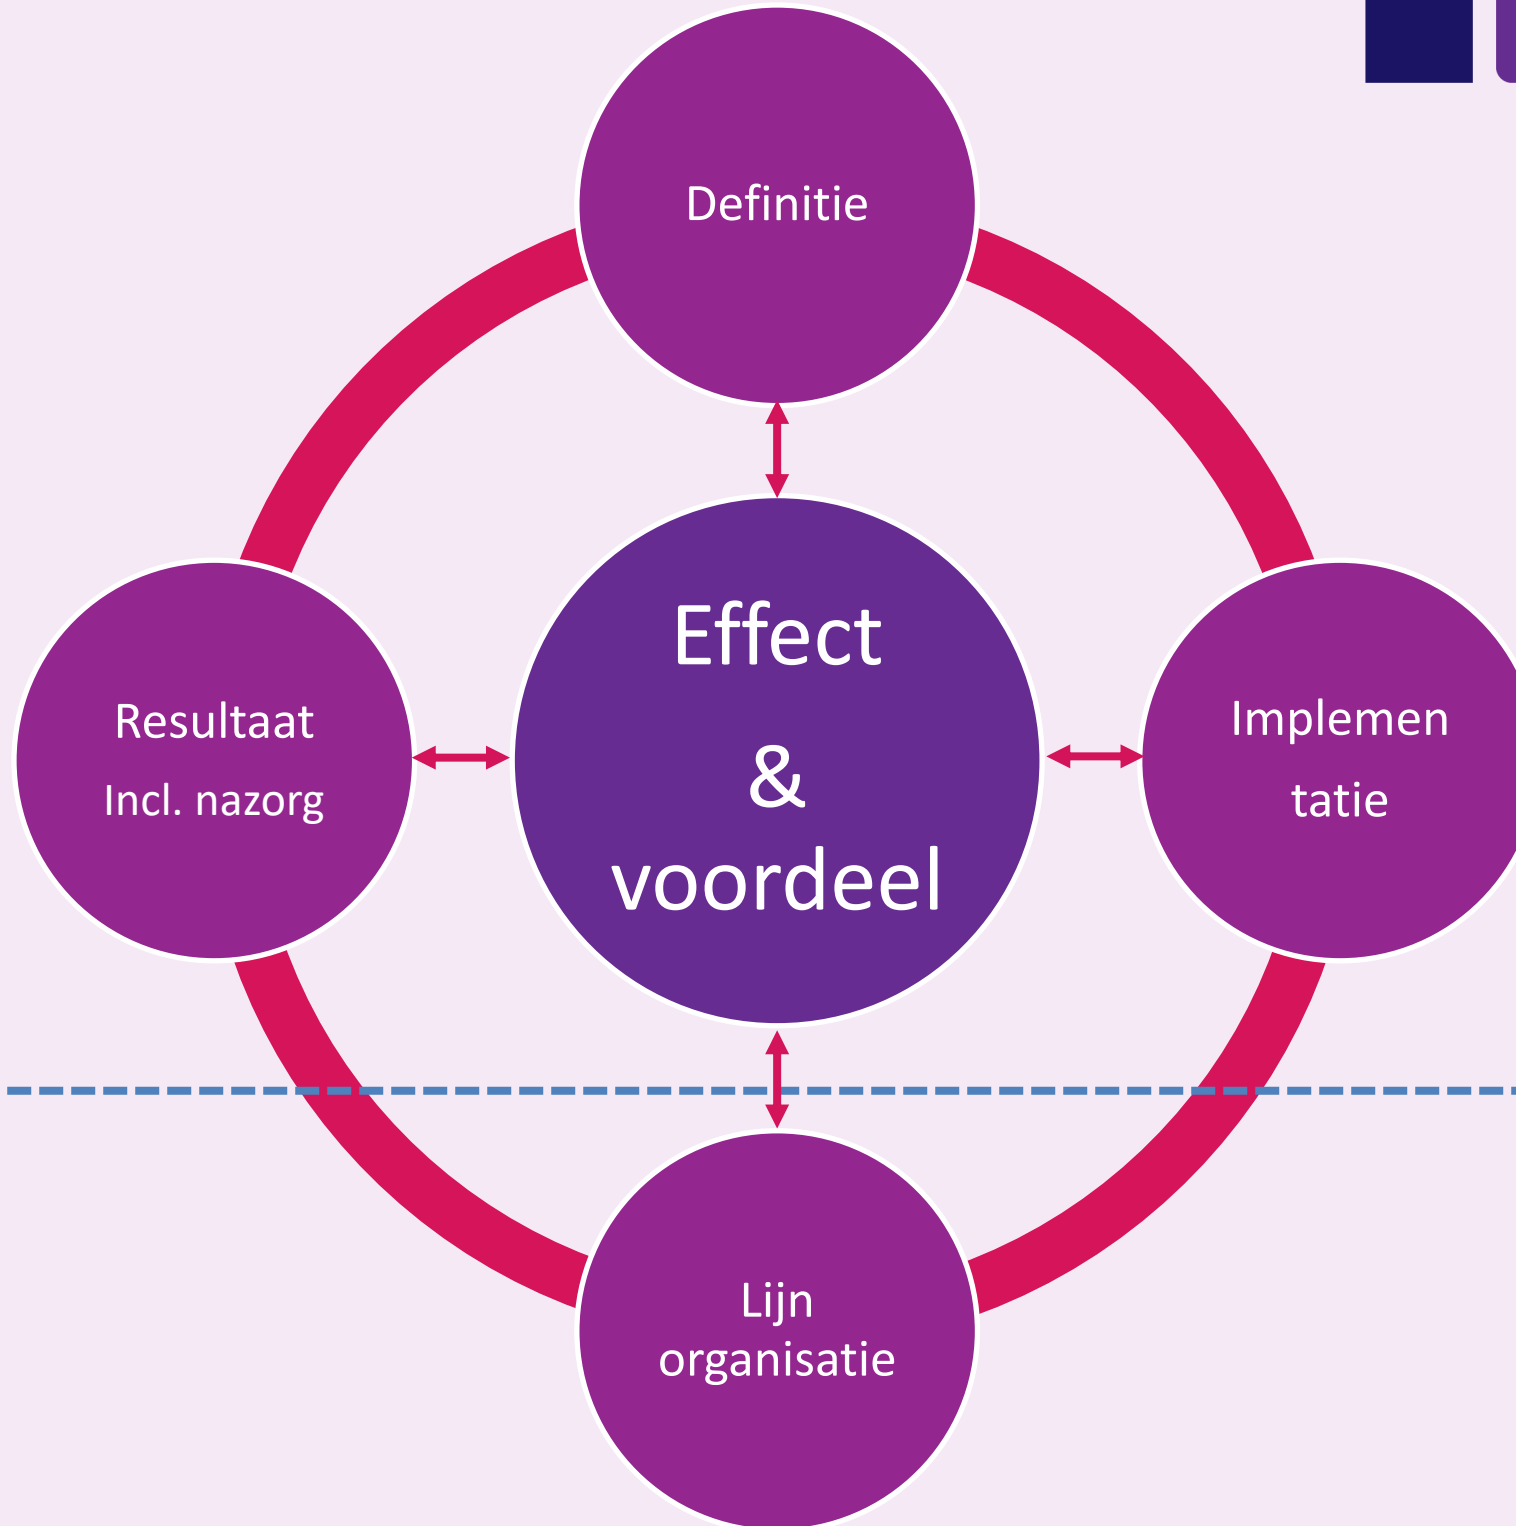 Definitie
Effect
&
voordeel
Resultaat
Incl. nazorg
Implemen
tatie
Lijn
organisatie